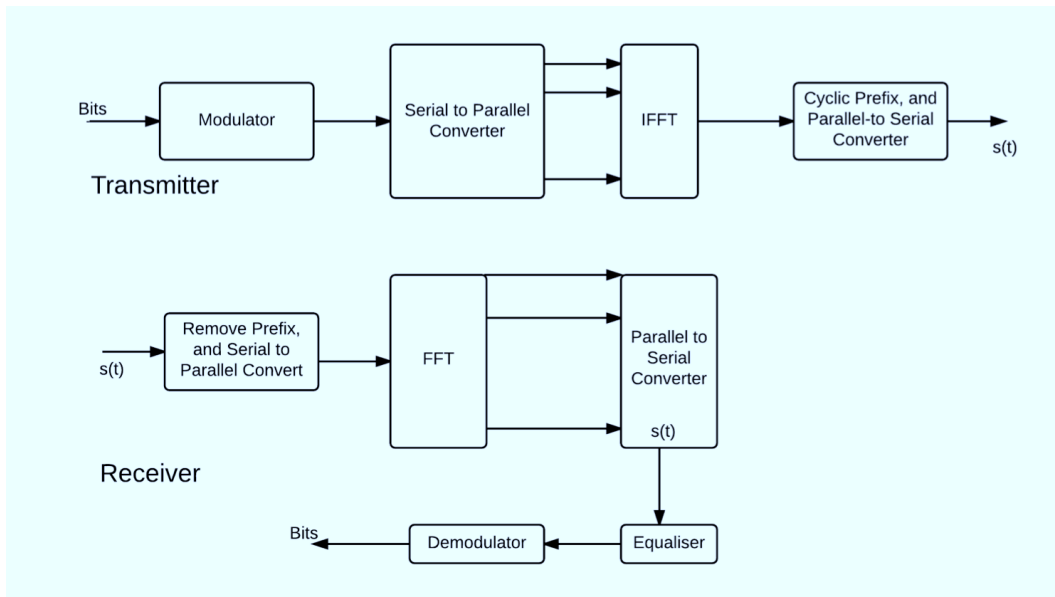 Bits
Modulator
Serial to Parallel
Converter
IFFT
Cyclic Prefix, and
Parallel-to Serial
Converter
s(t)
Transmitter
s(t)
Remove Prefix,
and Serial to
Parallel Convert
FFT
Parallel to
Serial
Converter
s(t)
Receiver
Bits
Demodulator
Equaliser